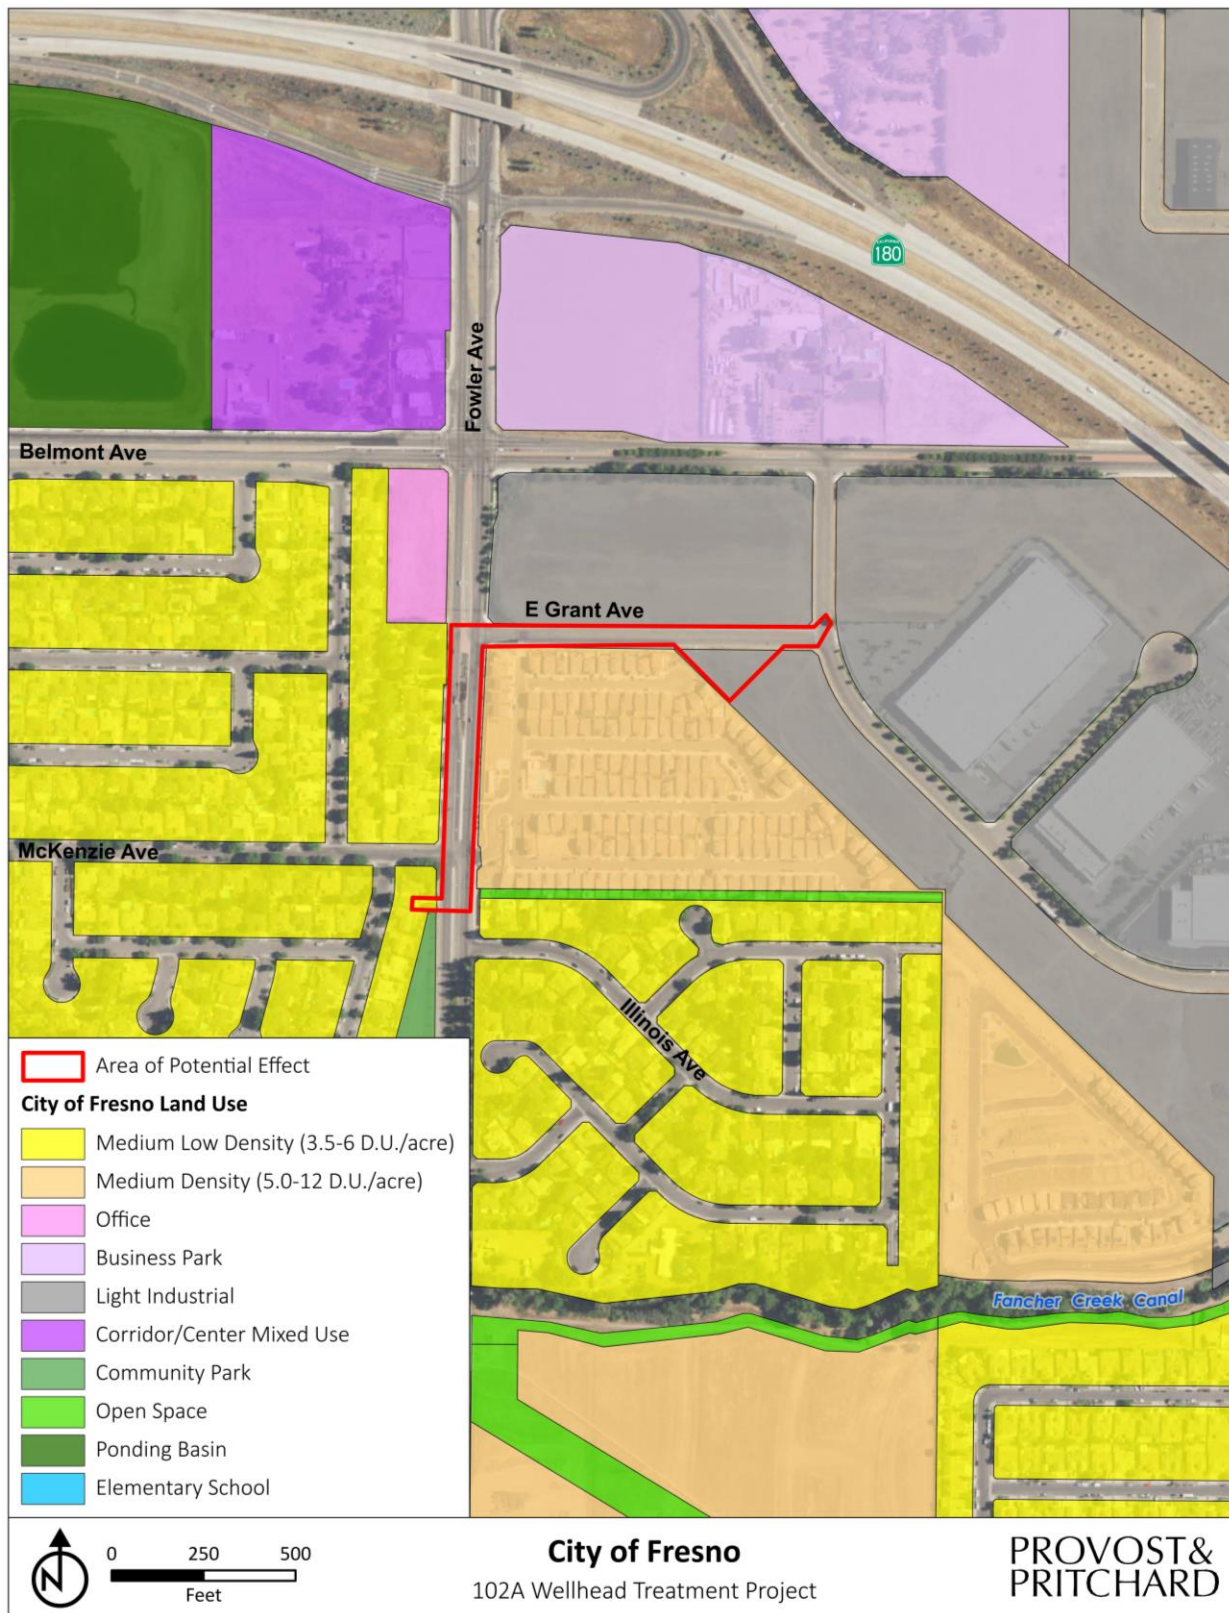 CALIFORNIA
180
Fowler Ave
Belmont Ave
E Grant Ave
McKenzie Ave
Illinois Ave
Fancher Creek Canal
Area of Potential Effect
City of Fresno Land Use
Medium Low Density (3.5-6 D.U./acre)
Medium Density (5.0-12 D.U./acre)
Office
Business Park
Light Industrial
Corridor/Center Mixed Use
Community Park
Open Space
Ponding Basin
Elementary School
N
0 250 500
Feet
City of Fresno
102A Wellhead Treatment Project
PROVOST&
PRITCHARD